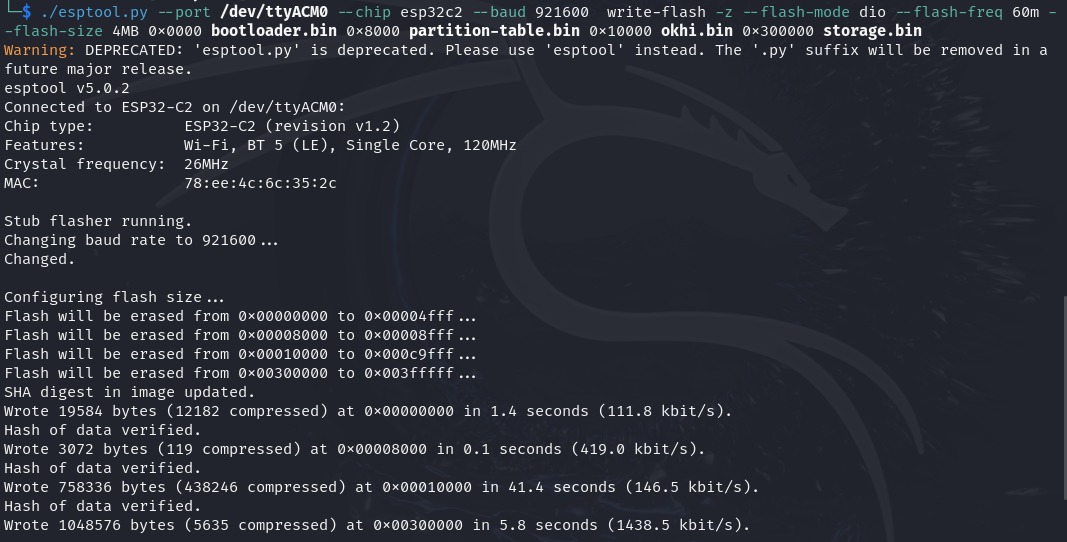 └─$ ./esptool.py --port /dev/ttyACM0 --chip esp32c2 --baud 921600  write-flash -z --flash-mode dio --flash-freq 60m -
-flash-size 4MB 0x0000 bootloader.bin 0x8000 partition-table.bin 0x10000 okhi.bin 0x300000 storage.bin
Warning: DEPRECATED: 'esptool.py' is deprecated. Please use 'esptool' instead. The '.py' suffix will be removed in a
future major release.
esptool v5.0.2
Connected to ESP32-C2 on /dev/ttyACM0:
Chip type:          ESP32-C2 (revision v1.2)
Features:           Wi-Fi, BT 5 (LE), Single Core, 120MHz
Crystal frequency:  26MHz
MAC:                78:ee:4c:6c:35:2c

Stub flasher running.
Changing baud rate to 921600...
Changed.

Configuring flash size...
Flash will be erased from 0x00000000 to 0x00004fff...
Flash will be erased from 0x00008000 to 0x00008fff...
Flash will be erased from 0x00010000 to 0x000c9fff...
Flash will be erased from 0x00300000 to 0x003fffff...
SHA digest in image updated.
Wrote 19584 bytes (12182 compressed) at 0x00000000 in 1.4 seconds (111.8 kbit/s).
Hash of data verified.
Wrote 3072 bytes (119 compressed) at 0x00008000 in 0.1 seconds (419.0 kbit/s).
Hash of data verified.
Wrote 758336 bytes (438246 compressed) at 0x00010000 in 41.4 seconds (146.5 kbit/s).
Hash of data verified.
Wrote 1048576 bytes (5635 compressed) at 0x00300000 in 5.8 seconds (1438.5 kbit/s).